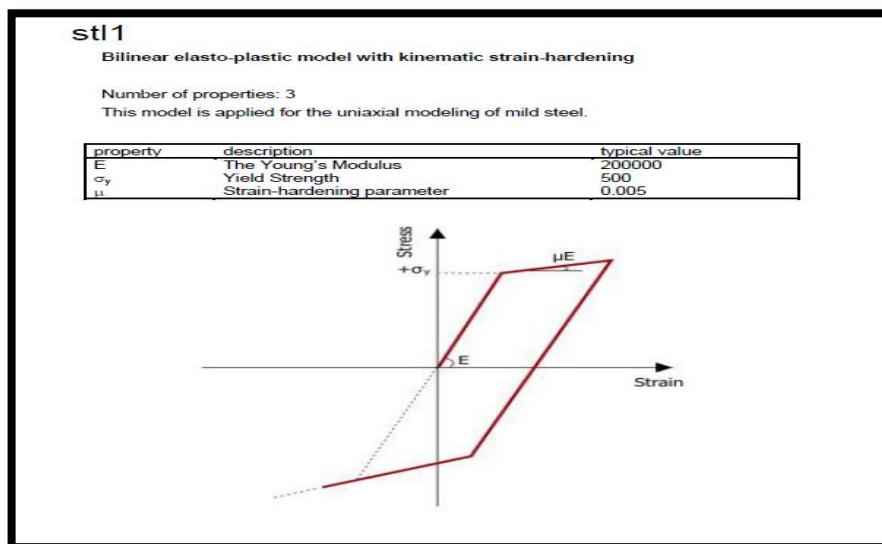 stl1
Bilinear elasto-plastic model with kinematic strain-hardening
Number of properties: 3
This model is applied for the uniaxial modeling of mild steel.
property description typical value
E The Young's Modulus 200000
σy Yield Strength 500
μ Strain-hardening parameter 0.005
Stress
+σy
μE
E
Strain